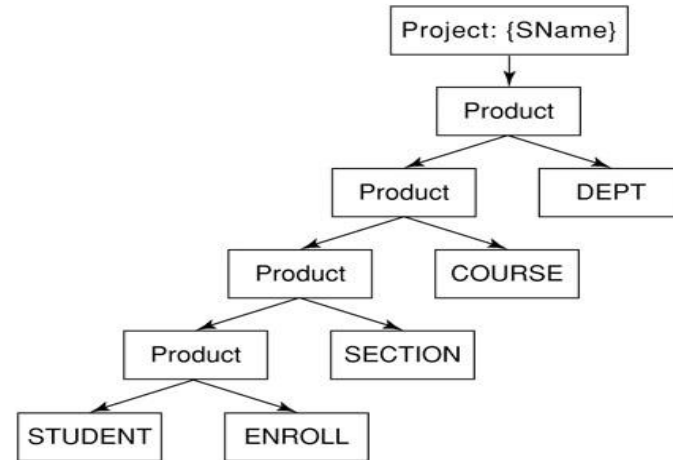 Project: {SName}
Product
Product
DEPT
Product
COURSE
Product
SECTION
STUDENT
ENROLL